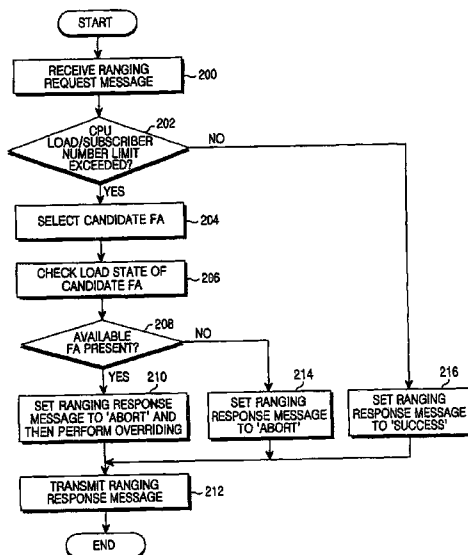 START
RECEIVE RANGING
REQUEST MESSAGE
200
202
CPU
LOAD/SUBSCRIBER
NUMBER LIMIT
EXCEEDED?
NO
YES
SELECT CANDIDATE FA
204
CHECK LOAD STATE OF
CANDIDATE FA
206
208
AVAILABLE
FA PRESENT?
NO
YES
210
SET RANGING RESPONSE
MESSAGE TO 'ABORT' AND
THEN PERFORM OVERRIDING
214
SET RANGING
RESPONSE MESSAGE
TO 'ABORT'
216
SET RANGING
RESPONSE MESSAGE
TO 'SUCCESS'
TRANSMIT RANGING
RESPONSE MESSAGE
212
END